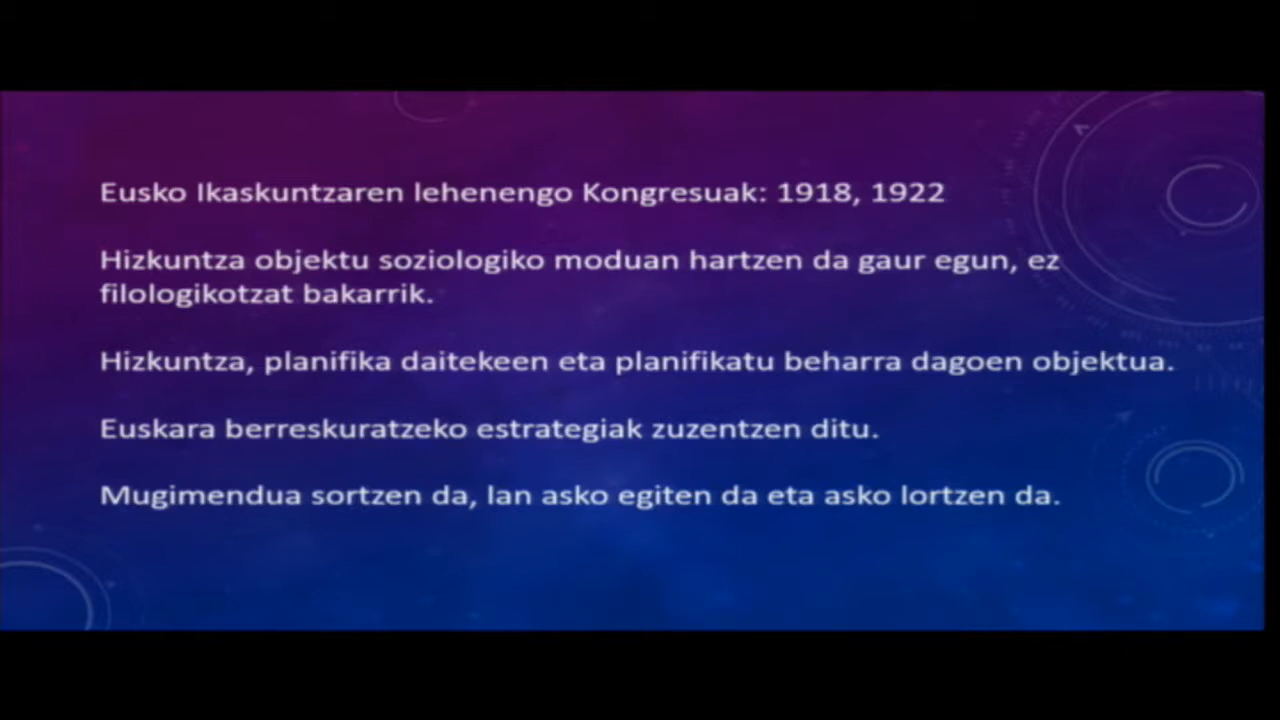 Eusko Ikaskuntzaren lehenengo Kongresuak: 1918, 1922
Hizkuntza objektu soziologiko moduan hartzen da gaur egun, ez
filologikotzat bakarrik.
Hizkuntza, planifika daitekeen eta planifikatu beharra dagoen objektua.
Euskara berreskuratzeko estrategiak zuzentzen ditu.
Mugimendua sortzen da, lan asko egiten da eta asko lortzen da.